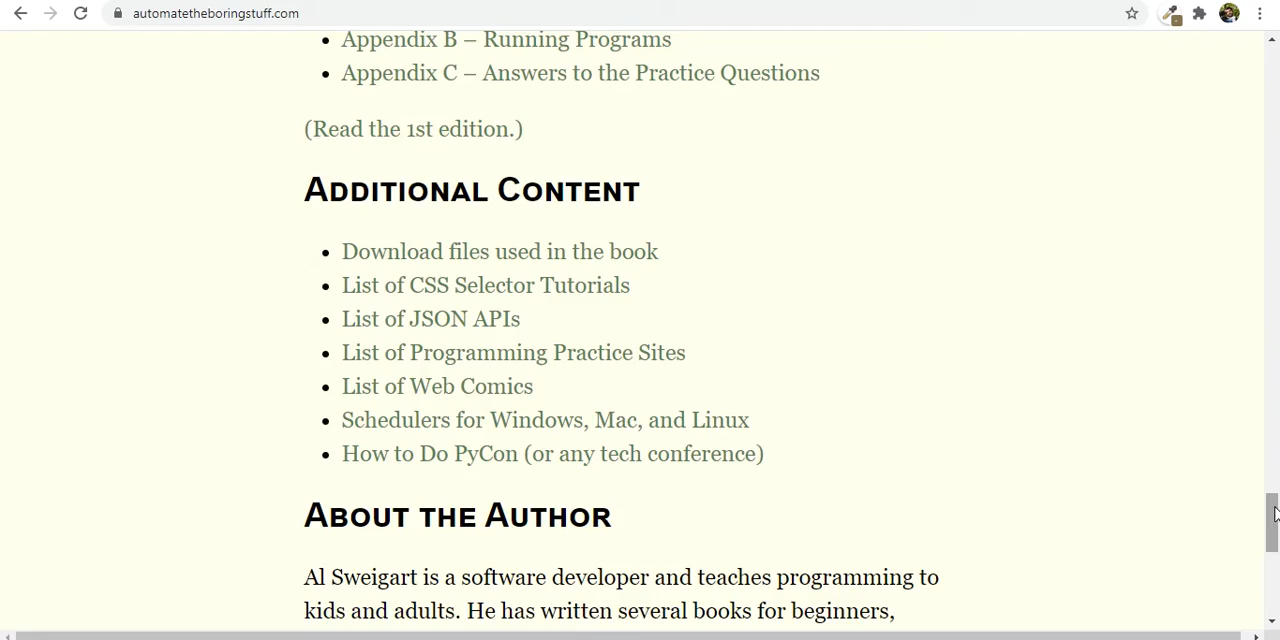 automatetheboringstuff.com
Appendix B – Running Programs
Appendix C – Answers to the Practice Questions
(Read the 1st edition.)
Additional Content
Download files used in the book
List of CSS Selector Tutorials
List of JSON APIs
List of Programming Practice Sites
List of Web Comics
Schedulers for Windows, Mac, and Linux
How to Do PyCon (or any tech conference)
About the Author
Al Sweigart is a software developer and teaches programming to
kids and adults. He has written several books for beginners,